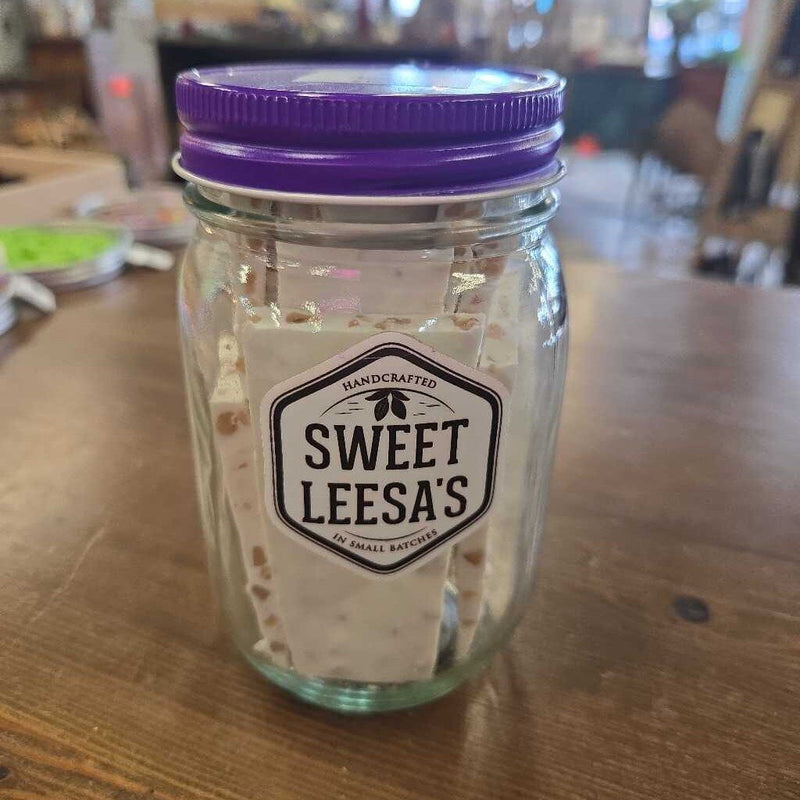 HANDCRAFTED
SWEET
LEESA'S
IN SMALL BATCHES